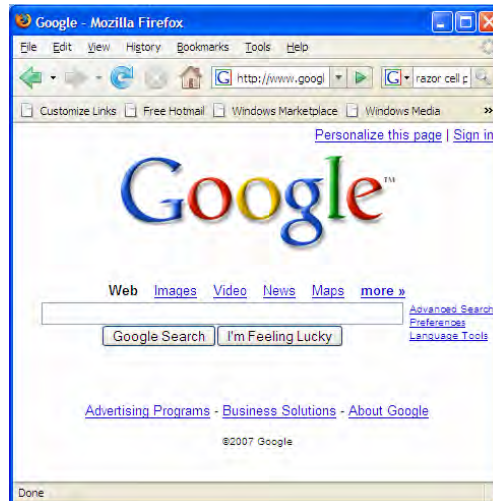 Google - Mozilla Firefox
File Edit View History Bookmarks Tools Help
G http://www.googl G razor cell p
Customize Links Free Hotmail Windows Marketplace Windows Media »
Personalize this page | Sign in
Google™
Web Images Video News Maps more »
Advanced Search
Preferences
Google Search I'm Feeling Lucky Language Tools
Advertising Programs - Business Solutions - About Google
©2007 Google
Done